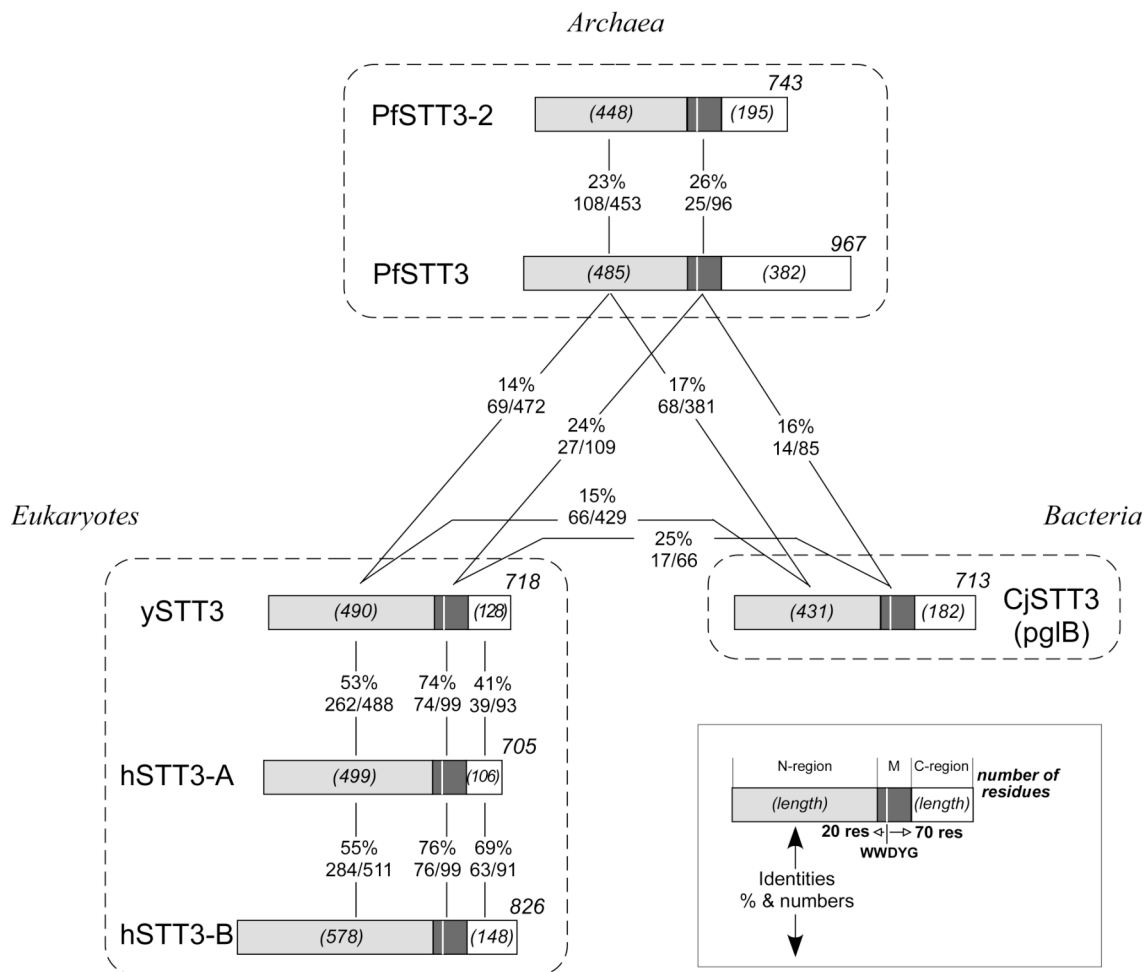 Archaea
743
PfSTT3-2
(448)
(195)
23%
108/453
26%
25/96
967
PfSTT3
(485)
(382)
14%
69/472
17%
68/381
24%
27/109
16%
14/85
Eukaryotes
15%
66/429
Bacteria
25%
17/66
718
ySTT3
(490)
(128)
713
(431)
(182)
CjSTT3
(pglB)
53%
262/488
74%
74/99
41%
39/93
705
hSTT3-A
(499)
(106)
55%
284/511
76%
76/99
69%
63/91
826
hSTT3-B
(578)
(148)
N-region
M
C-region
number of
residues
(length)
(length)
20 res
70 res
WWDYG
Identities
% & numbers